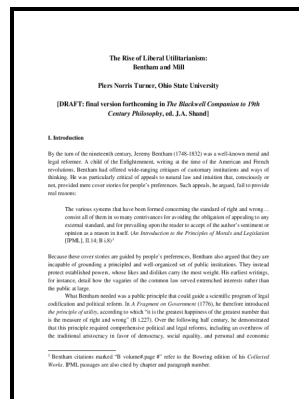 The Rise of Liberal Utilitarianism:
Bentham and Mill
Piers Norris Turner, Ohio State University
[DRAFT: final version forthcoming in The Blackwell Companion to 19th
Century Philosophy, ed. J.A. Shand]
I. Introduction
By the turn of the nineteenth century, Jeremy Bentham (1748-1832) was a well-known moral and
legal reformer. A child of the Enlightenment, writing at the time of the American and French
revolutions, Bentham had offered wide-ranging critiques of customary institutions and ways of
thinking. He was particularly critical of appeals to natural law and intuition that, consciously or
not, provided mere cover stories for people's preferences. Such appeals, he argued, fail to provide
real reasons:
The various systems that have been formed concerning the standard of right and wrong ...
consist all of them in so many contrivances for avoiding the obligation of appealing to any
external standard, and for prevailing upon the reader to accept of the author's sentiment or
opinion as a reason in itself. (An Introduction to the Principles of Morals and Legislation
[IPML], II.14; B i.8)¹
Because these cover stories are guided by people's preferences, Bentham also argued that they are
incapable of grounding a principled and well-organized set of public institutions. They instead
protect established powers, whose likes and dislikes carry the most weight. His earliest writings,
for instance, detail how the vagaries of the common law served entrenched interests rather than
the public at large.
What Bentham needed was a public principle that could guide a scientific program of legal
codification and political reform. In A Fragment on Government (1776), he therefore introduced
the principle of utility, according to which "it is the greatest happiness of the greatest number that
is the measure of right and wrong" (B i.227). Over the following half century, he demonstrated
that this principle required comprehensive political and legal reforms, including an overthrow of
the traditional aristocracy in favor of democracy, social equality, and personal and economic
¹ Bentham citations marked "B volume#.page #" refer to the Bowring edition of his Collected
Works. IPML passages are also cited by chapter and paragraph number.